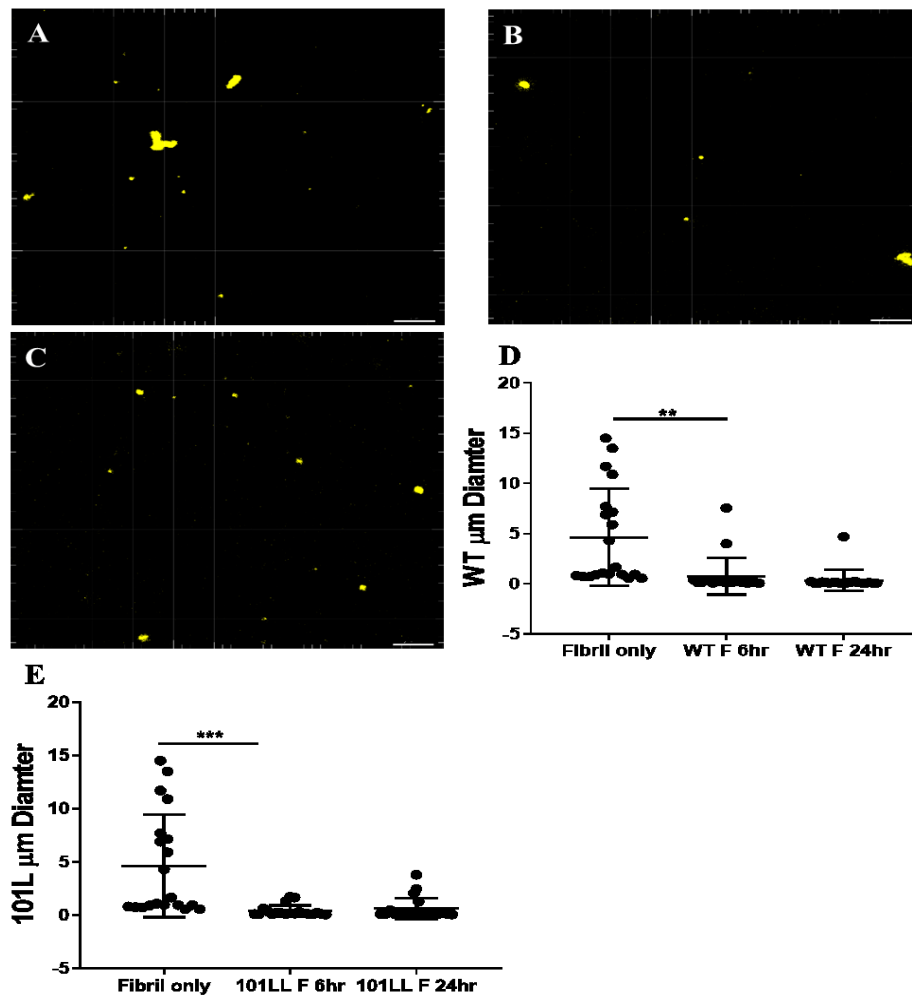 A
B
C
D
20
15
10
5
0
-5
WT μm Diamter
**
Fibril only
WT F 6hr
WT F 24hr
E
20
15
10
5
0
-5
101L μm Diamter
***
Fibril only
101LL F 6hr
101LL F 24hr